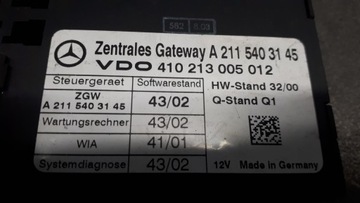 Zentrales Gateway A 211 540 31 45
VDO 410 213 005 012
Steuergeraet Softwarestand HW-Stand 32/00
ZGW
A 211 540 31 45 43/02 Q-Stand Q1
Wartungsrechner 43/02
WIA 41/01
Systemdiagnose 43/02 12V Made in Germany